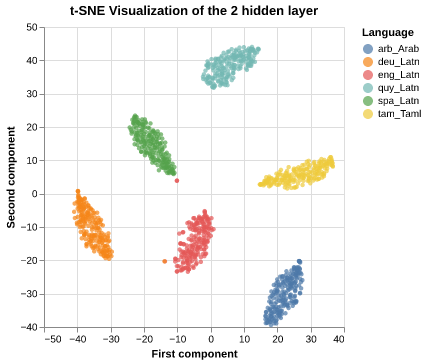 t-SNE Visualization of the 2 hidden layer
Language
arb_Arab
deu_Latn
eng_Latn
quy_Latn
spa_Latn
tam_Taml
50
40
30
20
10
0
−10
−20
−30
−40
Second component
−50 −40 −30 −20 −10 0 10 20 30 40
First component